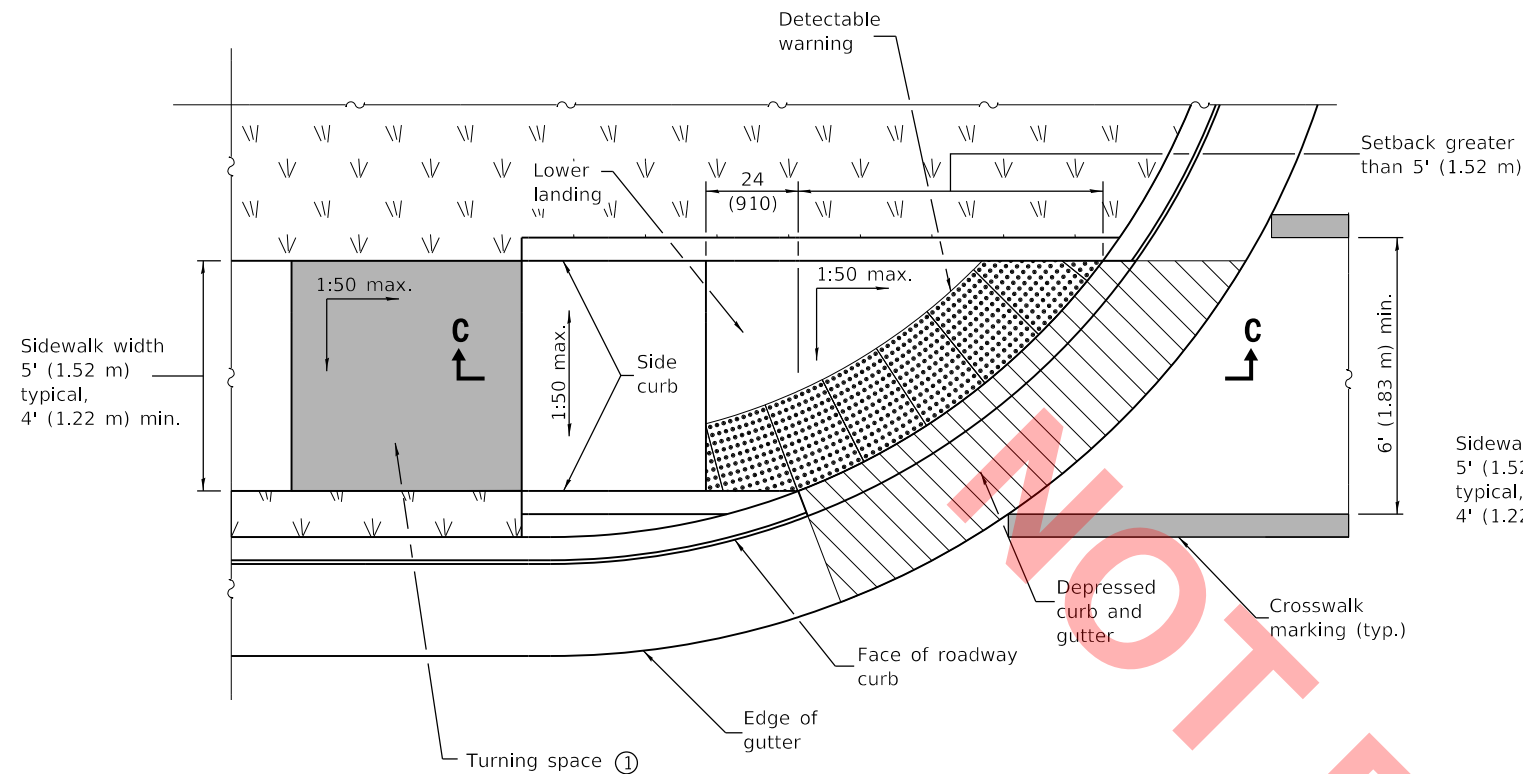 Detectable
warning
Setback greater
than 5' (1.52 m)
Lower
landing
24
(910)
1:50 max.
1:50 max.
C
C
Sidewalk width
5' (1.52 m)
typical,
4' (1.22 m) min.
1:50 max.
Side
curb
6' (1.83 m) min.
Sidewa
5' (1.52
typical,
4' (1.22
NOT
Depressed
curb and
gutter
Crosswalk
marking (typ.)
Face of roadway
curb
Edge of
gutter
Turning space ①